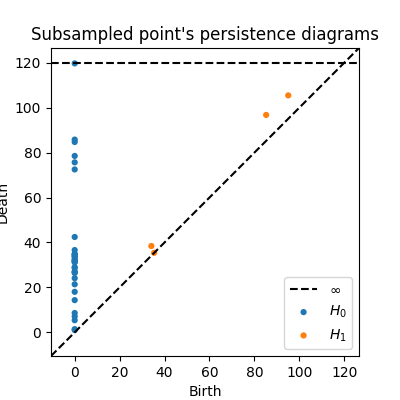 Subsampled point's persistence diagrams
Death
120
100
80
60
40
20
0
∞
H₀
H₁
0 20 40 60 80 100 120
Birth